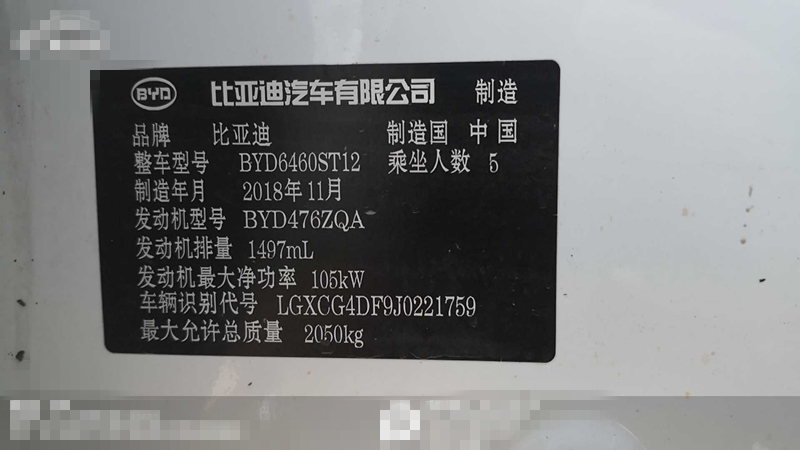 BYD 比亚迪汽车有限公司 制造
品牌 比亚迪 制造国 中国
整车型号 BYD6460ST12 乘坐人数 5
制造年月 2018年11月
发动机型号 BYD476ZQA
发动机排量 1497mL
发动机最大净功率 105kW
车辆识别代号 LGXCG4DF9J0221759
最大允许总质量 2050kg